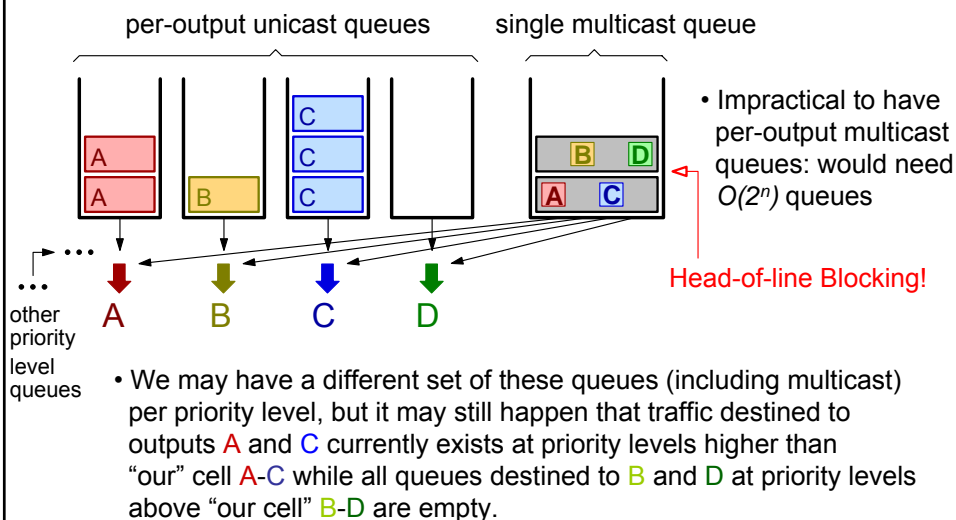 per-output unicast queues
single multicast queue
C
A
C
B D
A
B
C
A C
• Impractical to have
per-output multicast
queues: would need
O(2ⁿ) queues
Head-of-line Blocking!
•••
•••
A B C D
other
priority
level
queues
• We may have a different set of these queues (including multicast)
per priority level, but it may still happen that traffic destined to
outputs A and C currently exists at priority levels higher than
“our” cell A-C while all queues destined to B and D at priority levels
above “our cell” B-D are empty.